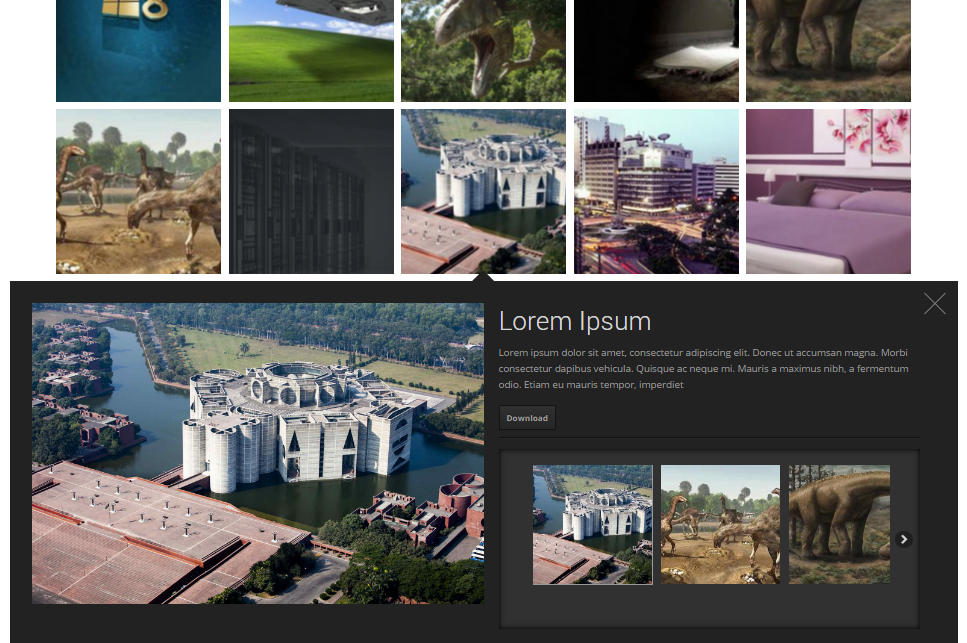 Lorem Ipsum
Lorem ipsum dolor sit amet, consectetur adipiscing elit. Donec ut accumsan magna. Morbi
consectetur dapibus vehicula. Quisque ac neque mi. Mauris a maximus nibh, a fermentum
odio. Etiam eu mauris tempor, imperdiet
Download